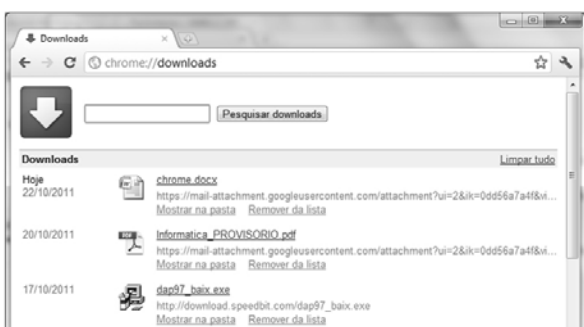 Downloads
chrome://downloads
Pesquisar downloads
Downloads
Limpar tudo
Hoje
22/10/2011
chrome.docx
https://mail-attachment.googleusercontent.com/attachment?ui=2&ik=0dd56a7a4f&vi...
Mostrar na pasta Remover da lista
20/10/2011
Informatica_PROVISORIO.pdf
https://mail-attachment.googleusercontent.com/attachment?ui=2&ik=0dd56a7a4f&vi...
Mostrar na pasta Remover da lista
17/10/2011
dap97_baix.exe
http://download.speedbit.com/dap97_baix.exe
Mostrar na pasta Remover da lista